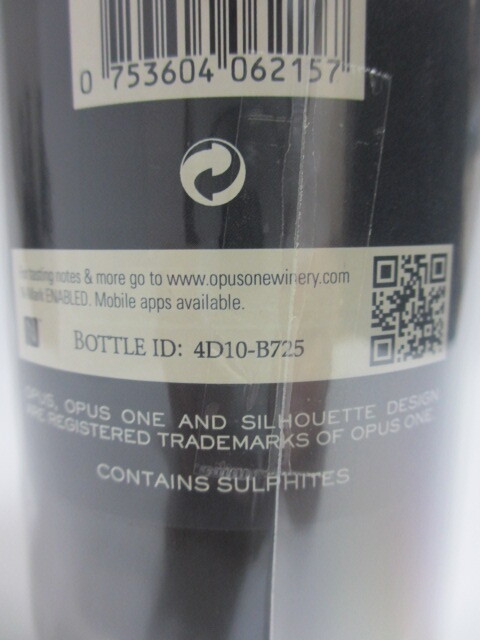 0 753604 062157
tasting notes & more go to www.opusonewinery.com
ENABLED. Mobile apps available.
BOTTLE ID: 4D10-B725
OPUS, OPUS ONE AND SILHOUETTE DESIGN
ARE REGISTERED TRADEMARKS OF OPUS ONE.
CONTAINS SULPHITES